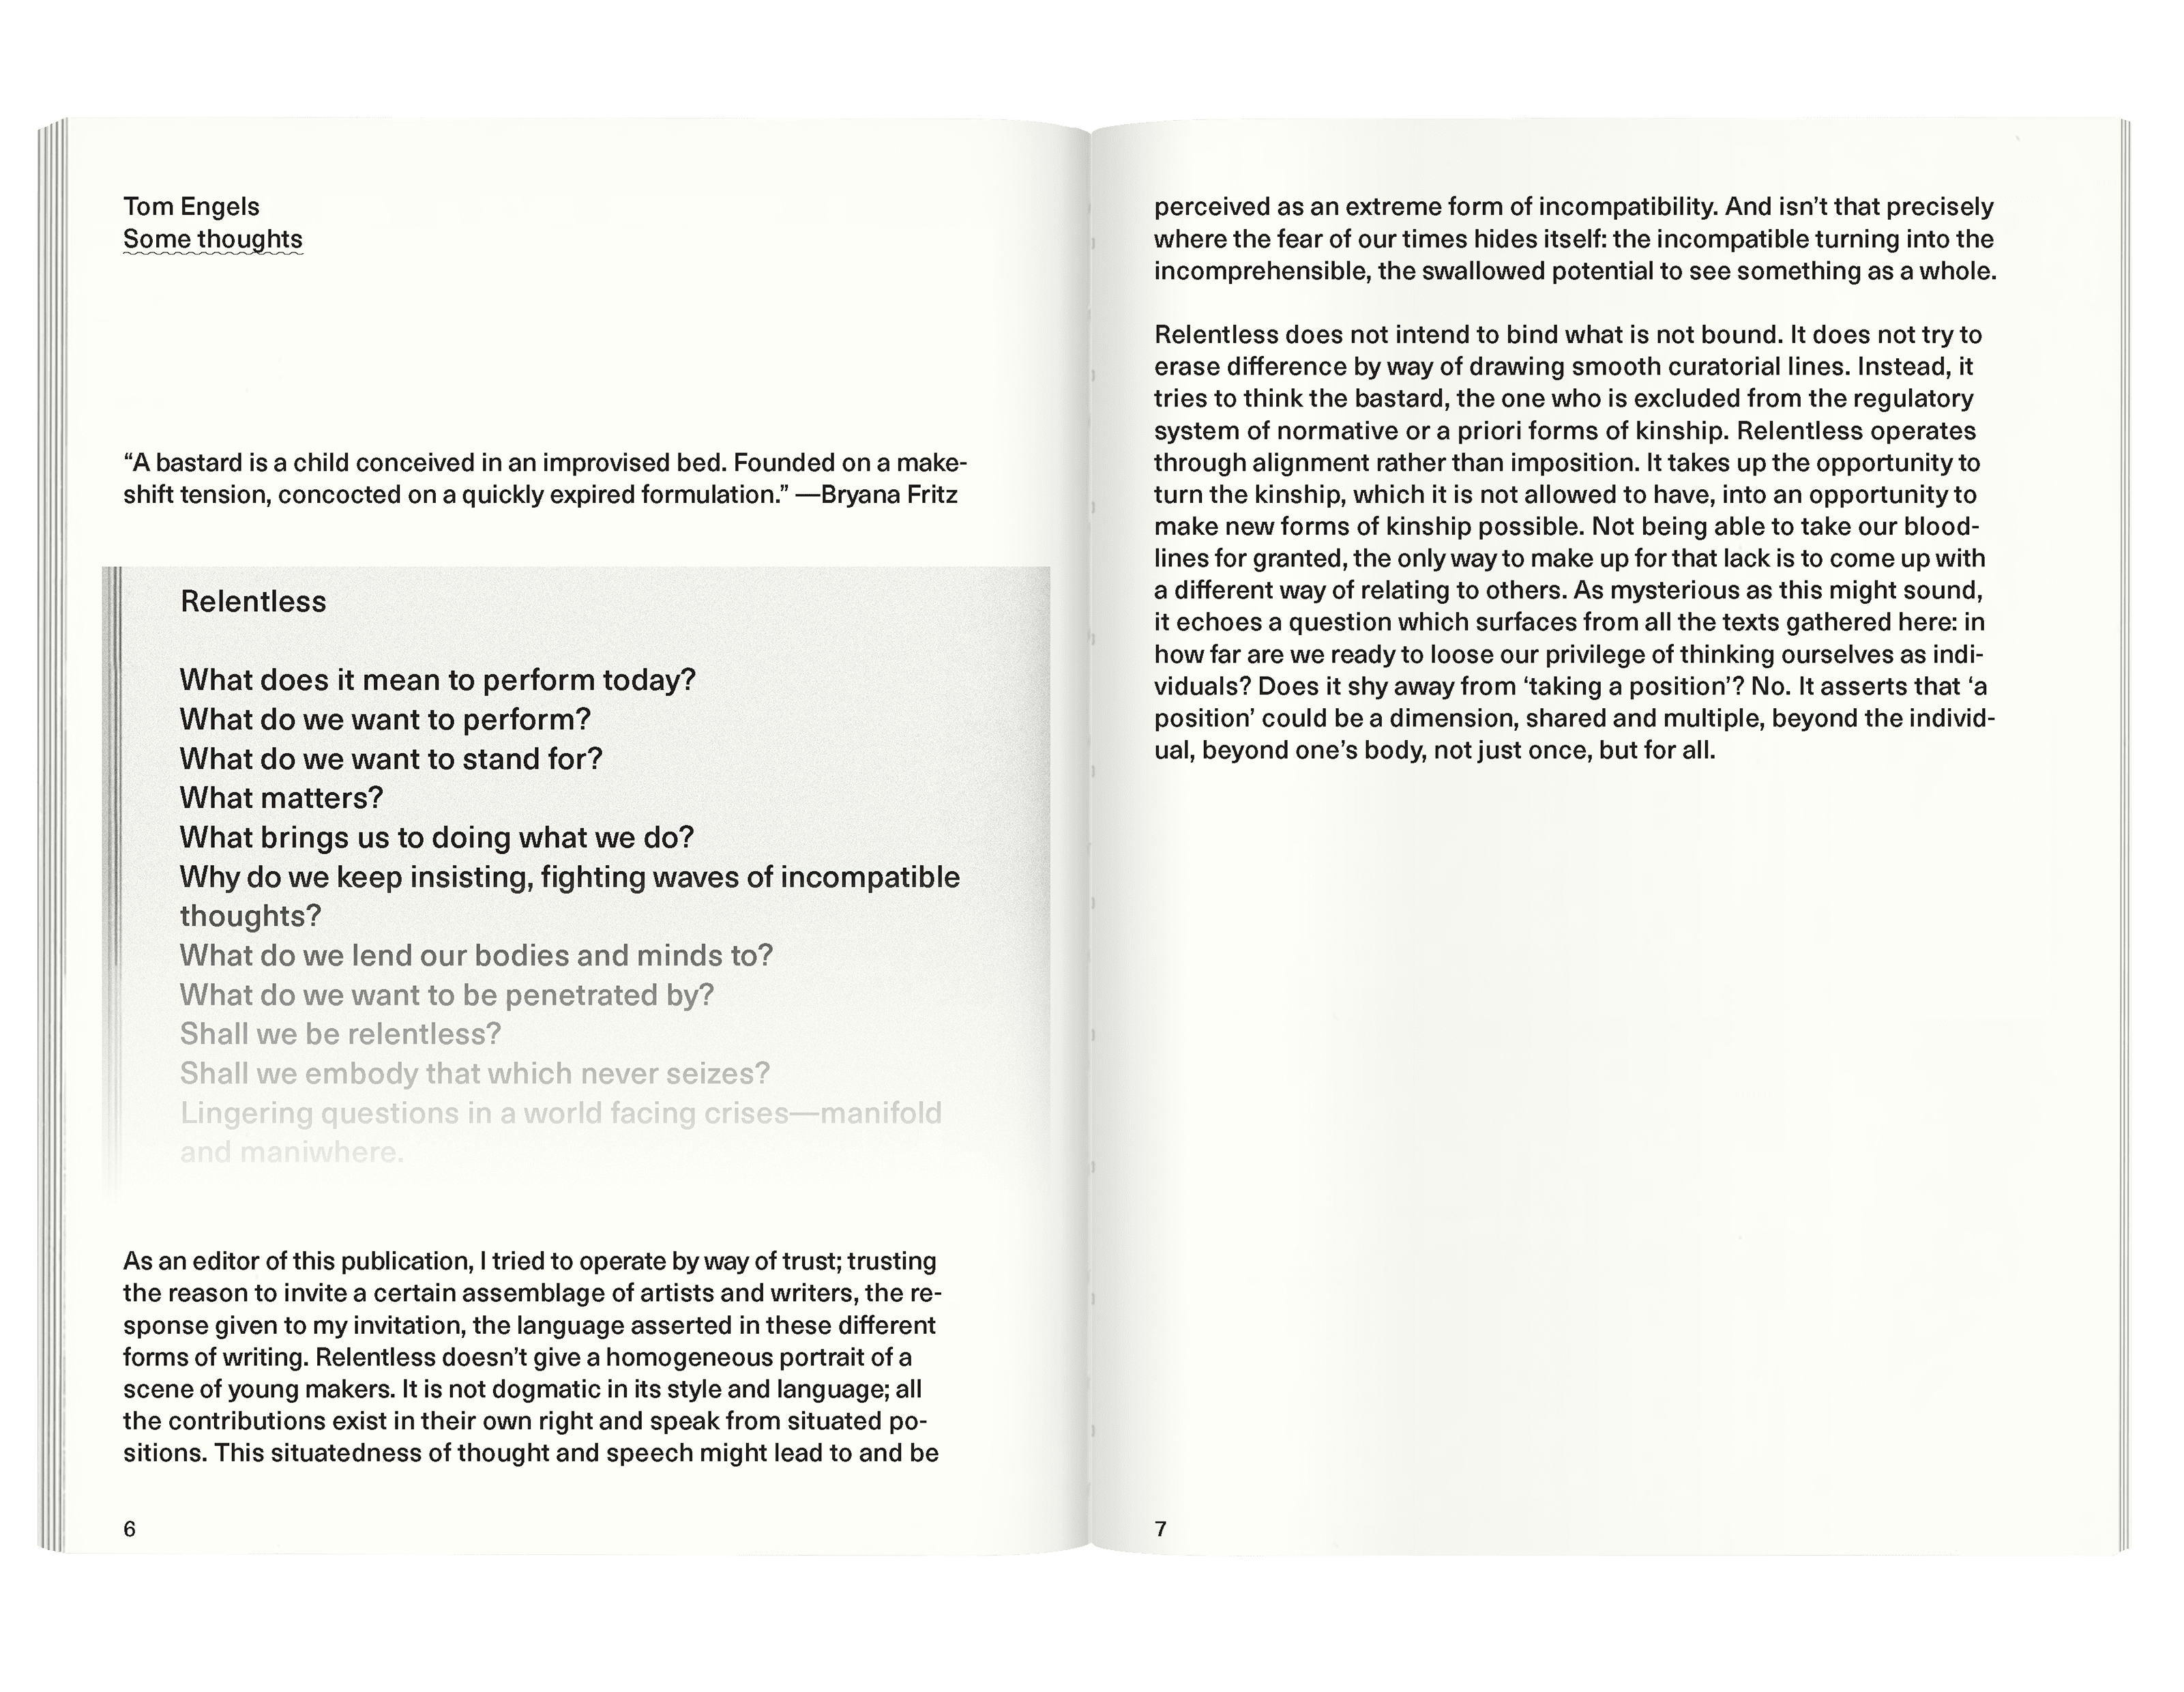 Tom Engels
Some thoughts
“A bastard is a child conceived in an improvised bed. Founded on a make-
shift tension, concocted on a quickly expired formulation.” —Bryana Fritz
Relentless
What does it mean to perform today?
What do we want to perform?
What do we want to stand for?
What matters?
What brings us to doing what we do?
Why do we keep insisting, fighting waves of incompatible
thoughts?
What do we lend our bodies and minds to?
What do we want to be penetrated by?
Shall we be relentless?
Shall we embody that which never seizes?
Lingering questions in a world facing crises—manifold
and maniwhere.
As an editor of this publication, I tried to operate by way of trust; trusting
the reason to invite a certain assemblage of artists and writers, the re-
sponse given to my invitation, the language asserted in these different
forms of writing. Relentless doesn’t give a homogeneous portrait of a
scene of young makers. It is not dogmatic in its style and language; all
the contributions exist in their own right and speak from situated po-
sitions. This situatedness of thought and speech might lead to and be
6
perceived as an extreme form of incompatibility. And isn’t that precisely
where the fear of our times hides itself: the incompatible turning into the
incomprehensible, the swallowed potential to see something as a whole.
Relentless does not intend to bind what is not bound. It does not try to
erase difference by way of drawing smooth curatorial lines. Instead, it
tries to think the bastard, the one who is excluded from the regulatory
system of normative or a priori forms of kinship. Relentless operates
through alignment rather than imposition. It takes up the opportunity to
turn the kinship, which it is not allowed to have, into an opportunity to
make new forms of kinship possible. Not being able to take our blood-
lines for granted, the only way to make up for that lack is to come up with
a different way of relating to others. As mysterious as this might sound,
it echoes a question which surfaces from all the texts gathered here: in
how far are we ready to loose our privilege of thinking ourselves as indi-
viduals? Does it shy away from ‘taking a position’? No. It asserts that ‘a
position’ could be a dimension, shared and multiple, beyond the individ-
ual, beyond one’s body, not just once, but for all.
7